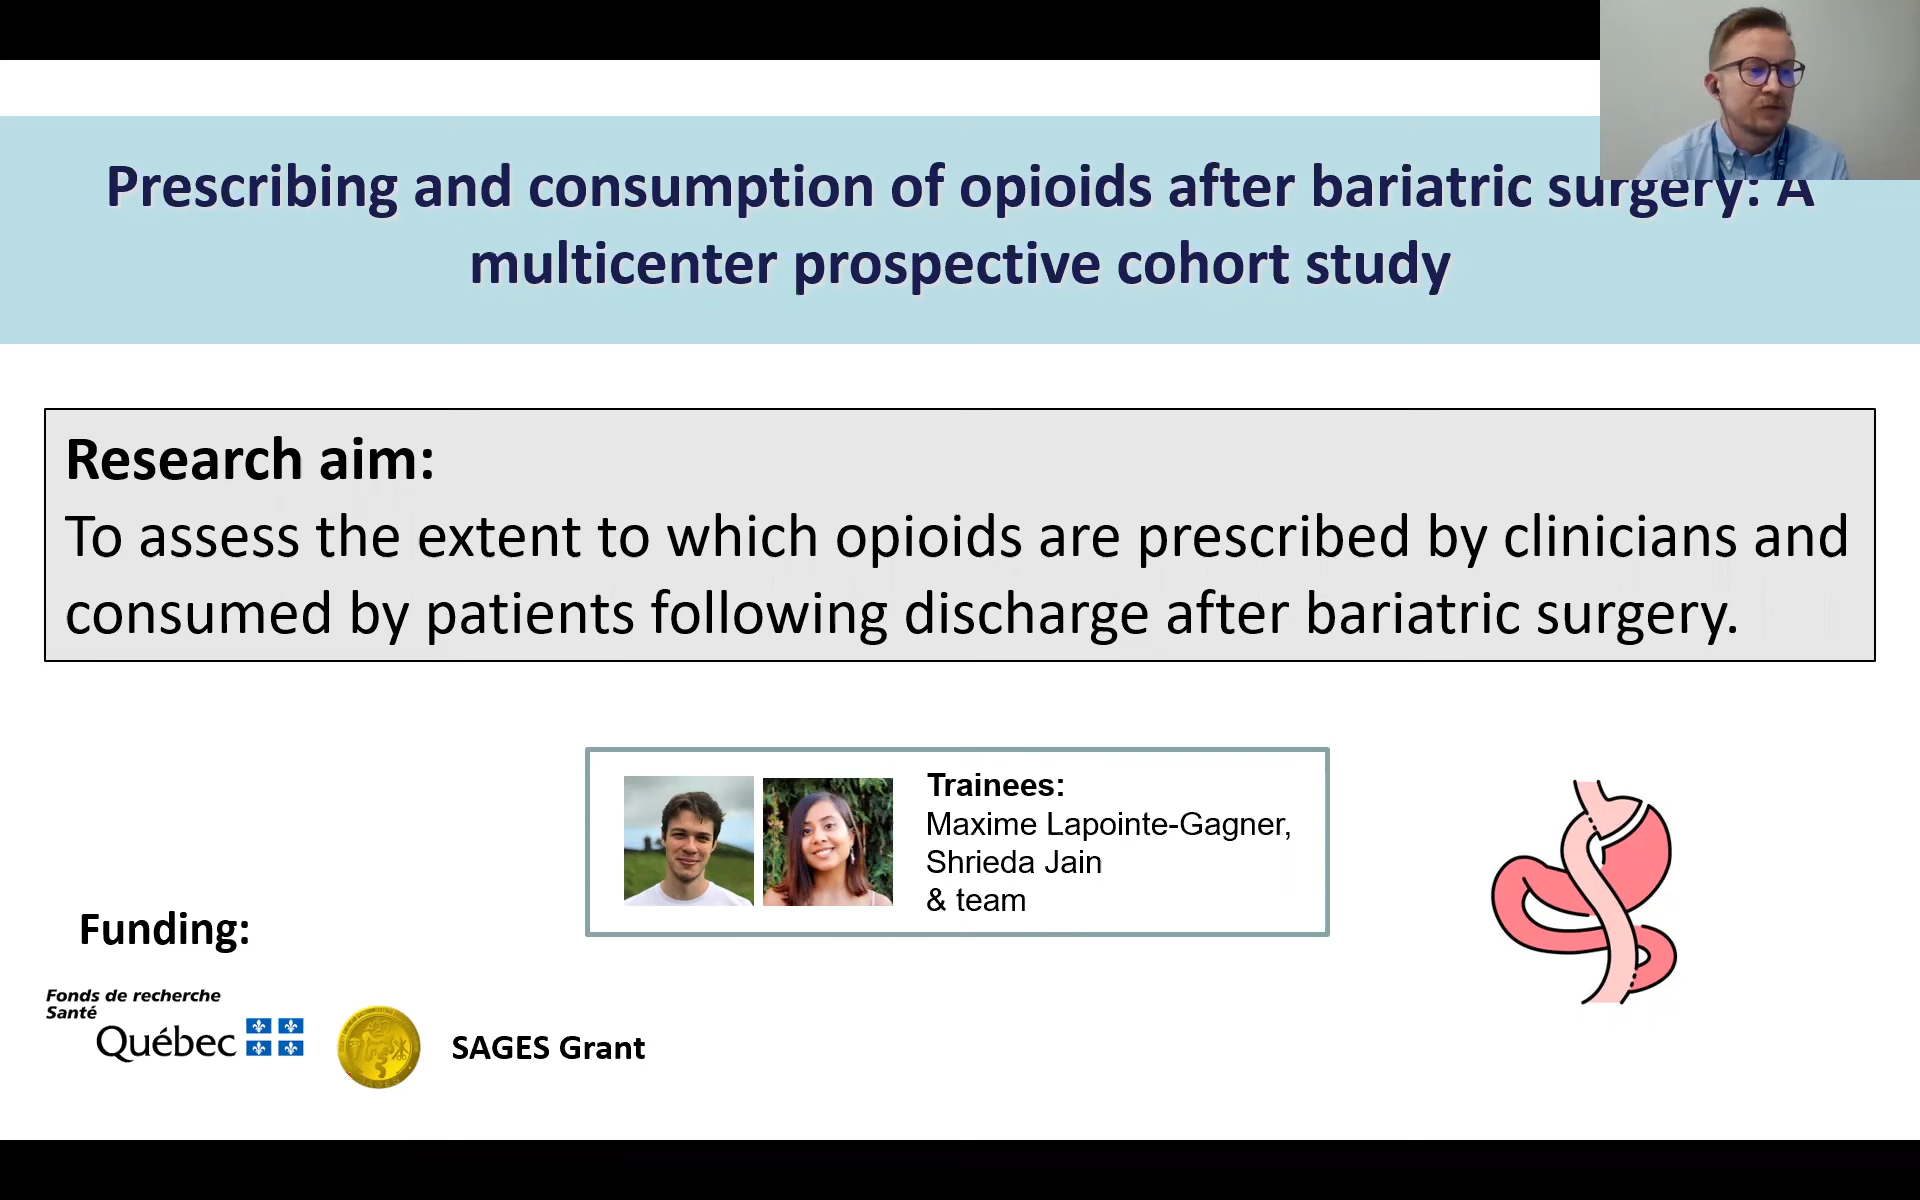 Prescribing and consumption of opioids after bariatric surgery: A
multicenter prospective cohort study
Research aim:
To assess the extent to which opioids are prescribed by clinicians and
consumed by patients following discharge after bariatric surgery.
Trainees:
Maxime Lapointe-Gagner,
Shrieda Jain
& team
Funding:
Fonds de recherche
Santé
Québec
SAGES Grant